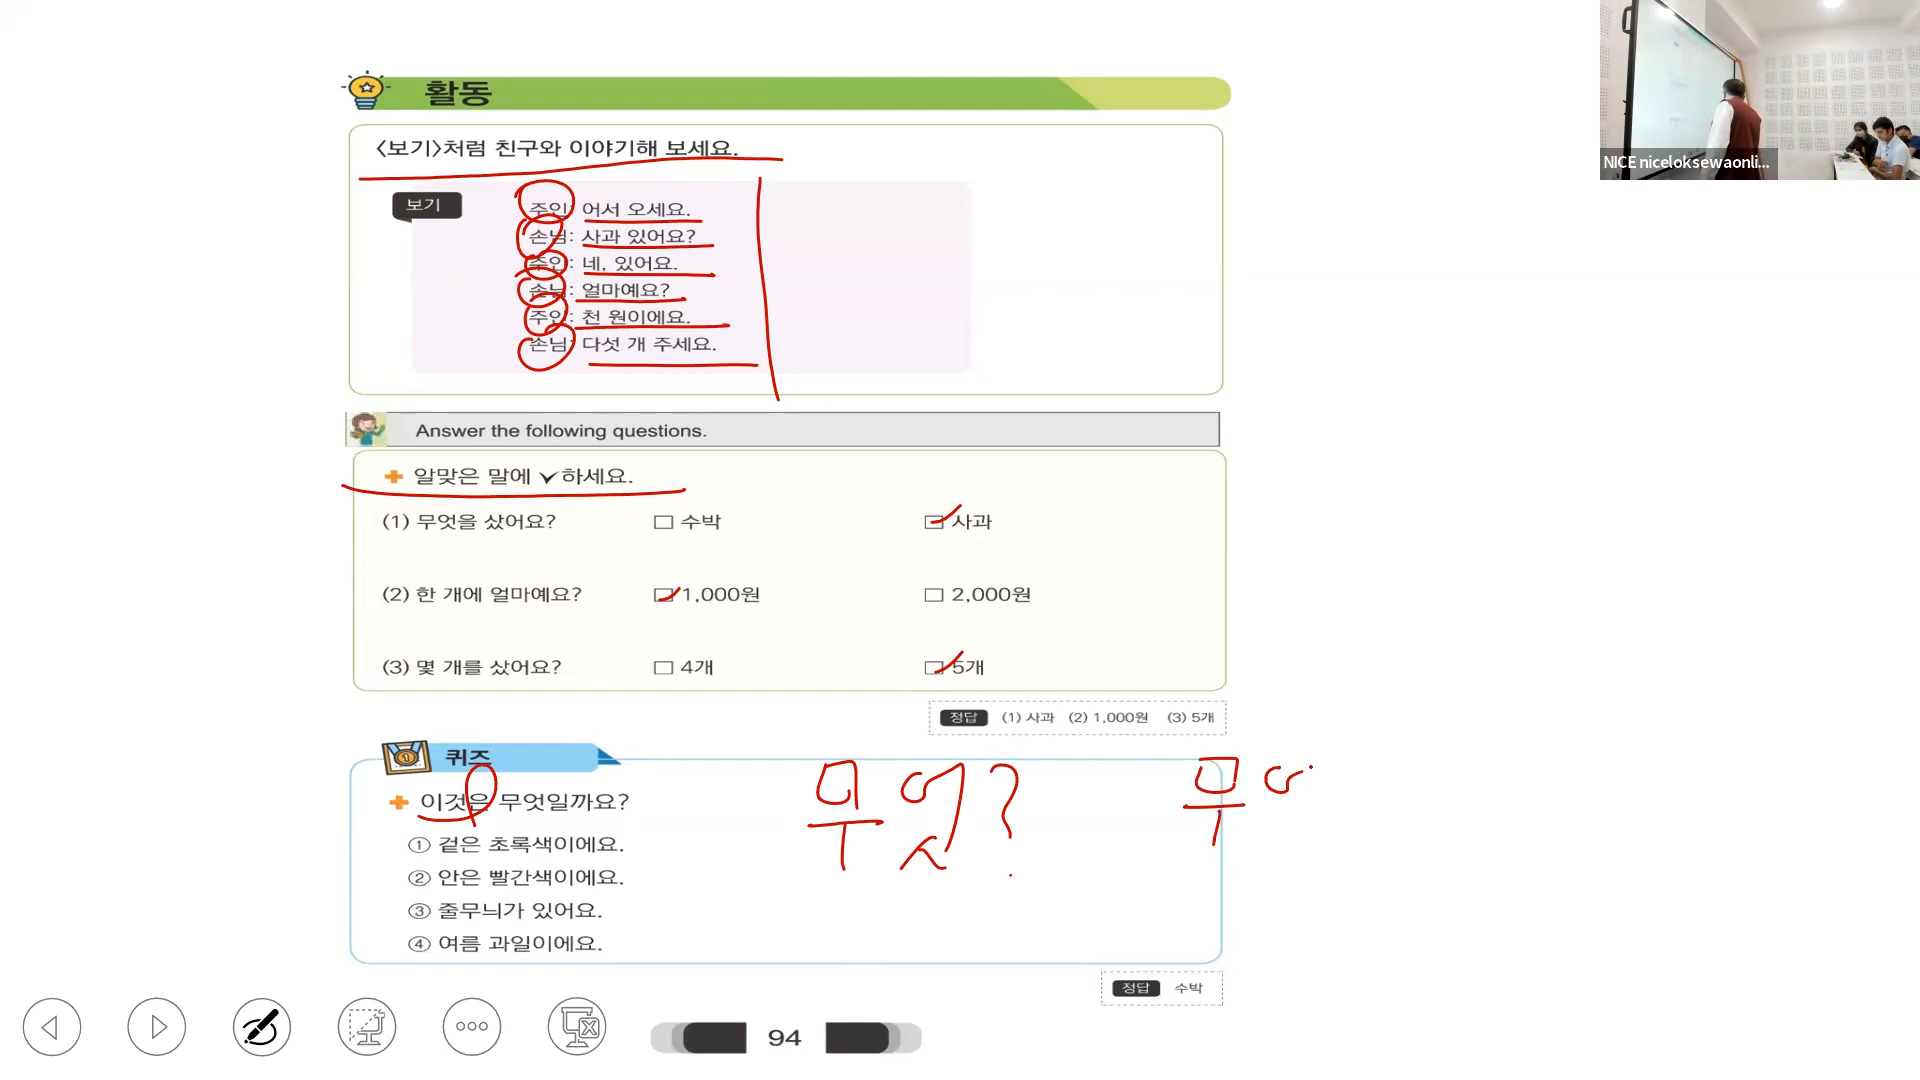 활동
<보기>처럼 친구와 이야기해 보세요.
보기
주인: 어서 오세요.
손님: 사과 있어요?
주인: 네, 있어요.
손님: 얼마예요?
주인: 천 원이에요.
손님: 다섯 개 주세요.
Answer the following questions.
알맞은 말에 ✓하세요.
(1) 무엇을 샀어요? □ 수박 □ 사과
(2) 한 개에 얼마예요? □ 1,000원 □ 2,000원
(3) 몇 개를 샀어요? □ 4개 □ 5개
정답 (1) 사과 (2) 1,000원 (3) 5개
퀴즈
이것은 무엇일까요?
① 겉은 초록색이에요.
② 안은 빨간색이에요.
③ 줄무늬가 있어요.
④ 여름 과일이에요.
무엇? 무어
정답 수박
94
NICE niceloksewaonli...